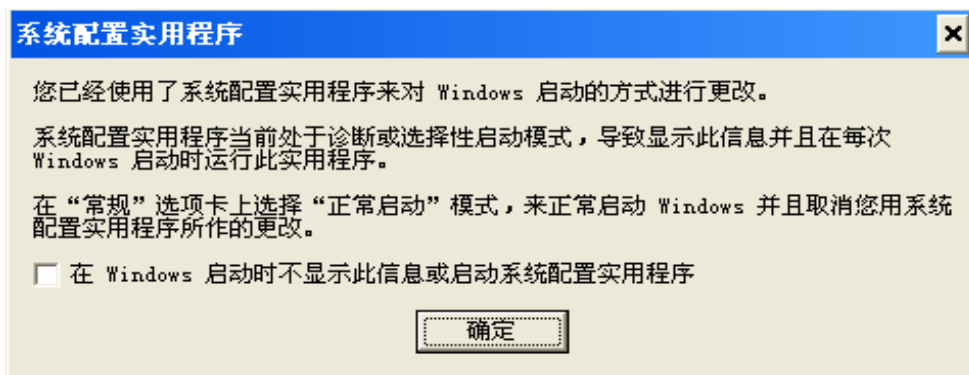 系统配置实用程序
您已经使用了系统配置实用程序来对 Windows 启动的方式进行更改。
系统配置实用程序当前处于诊断或选择性启动模式，导致显示此信息并且在每次
Windows 启动时运行此实用程序。
在“常规”选项卡上选择“正常启动”模式，来正常启动 Windows 并且取消您用系统
配置实用程序所作的更改。
在 Windows 启动时不显示此信息或启动系统配置实用程序
确定